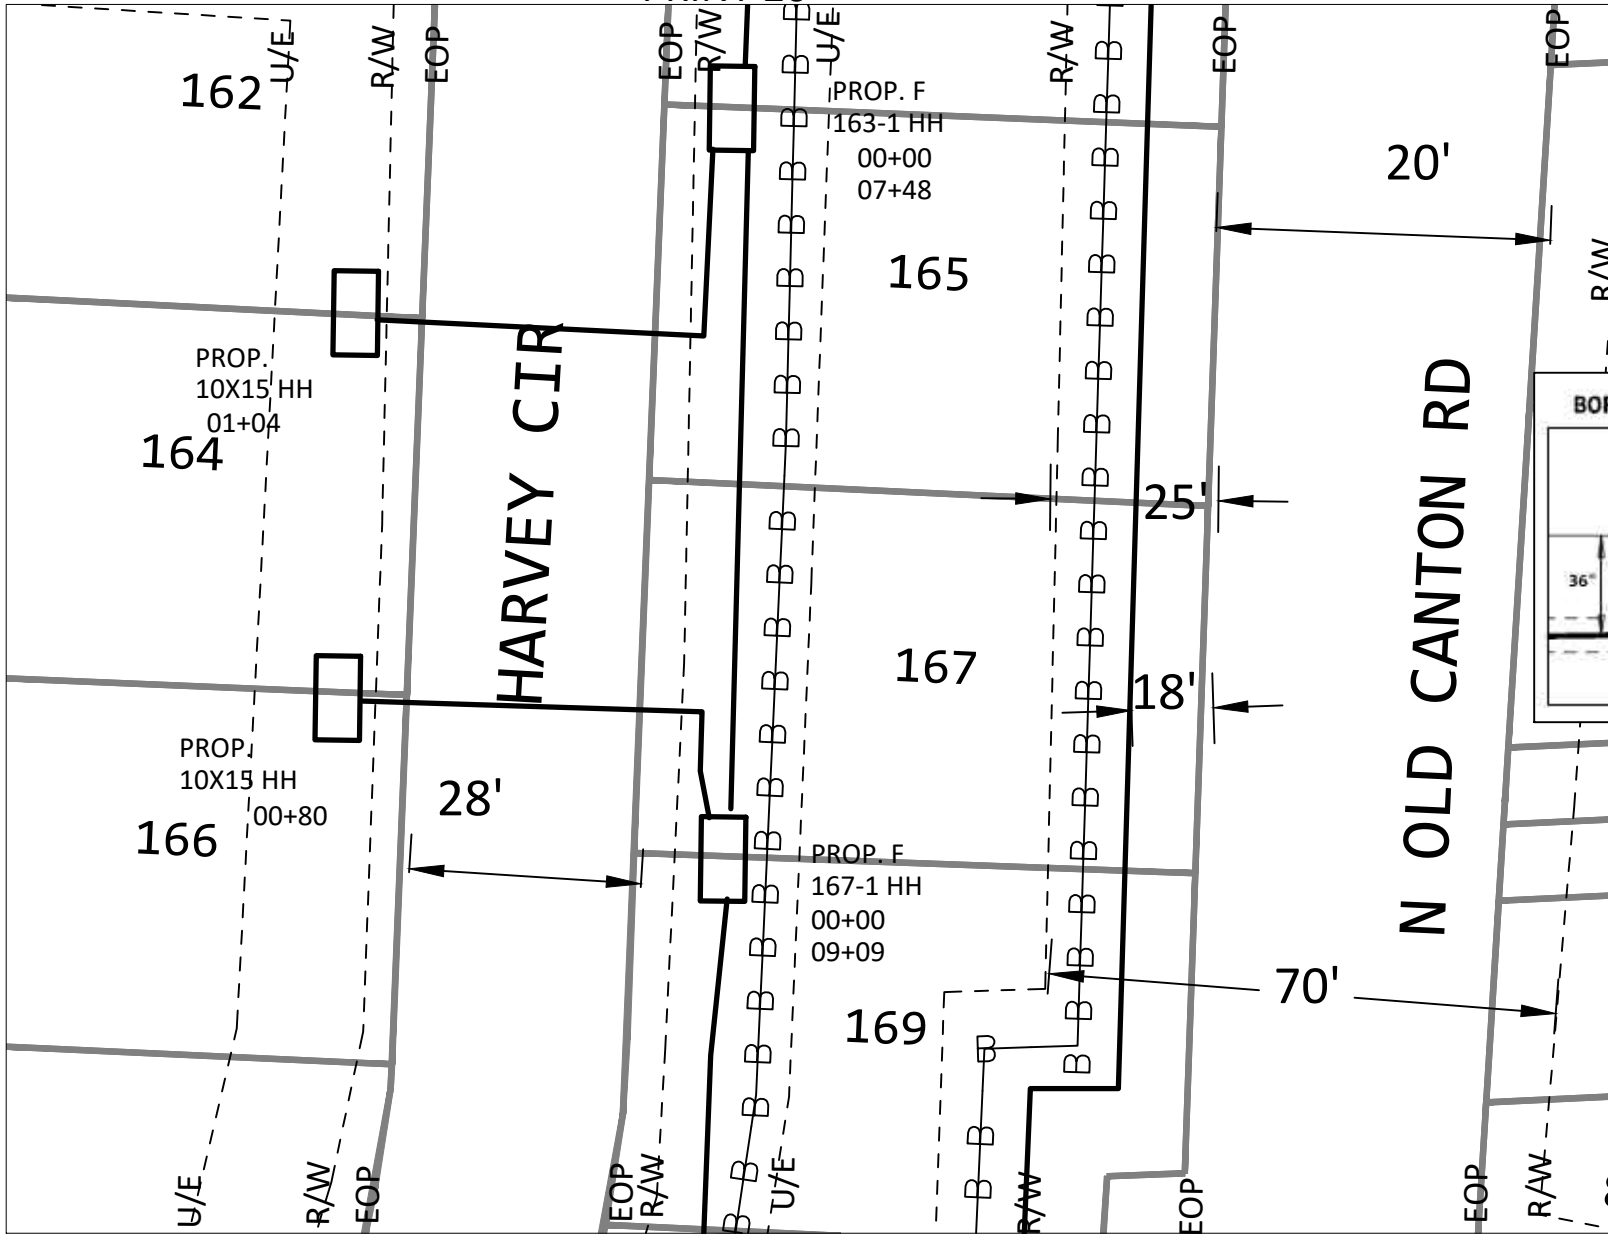 U/E
R/W
EOP
EOP
R/W
U/E
R/W
EOP
EOP
162
PROP. F
163-1 HH
00+00
07+48
20'
165
R/W
PROP.
10X15 HH
01+04
164
HARVEY CIR
25'
N OLD CANTON RD
36"
167
18'
PROP.
10X15 HH
00+80
166
28'
PROP. F
167-1 HH
00+00
09+09
70'
169
U/E
R/W
EOP
EOP
R/W
U/E
R/W
EOP
EOP
R/W
B B B B B B B B B B B B B B B B B B B B B B B
B B B B B B B B B B B B B B B B B B B B
B B B